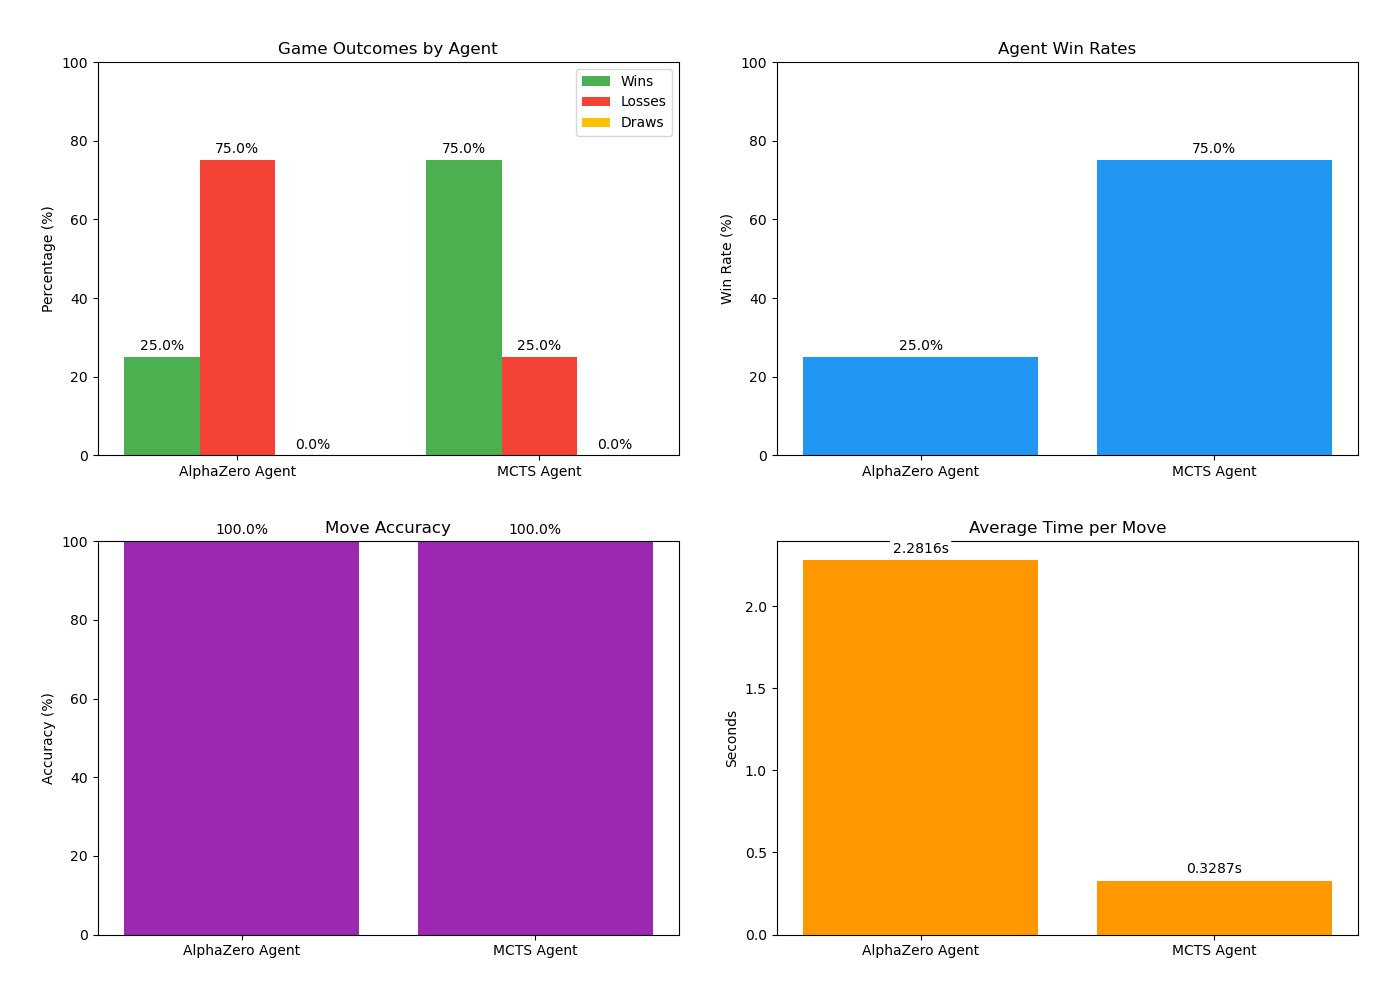 Game Outcomes by Agent
100
80
60
40
20
0
Percentage (%)
Wins
Losses
Draws
25.0%
75.0%
0.0%
75.0%
25.0%
0.0%
AlphaZero Agent
MCTS Agent
Agent Win Rates
100
80
60
40
20
0
Win Rate (%)
25.0%
75.0%
AlphaZero Agent
MCTS Agent
Move Accuracy
100
80
60
40
20
0
Accuracy (%)
100.0%
100.0%
AlphaZero Agent
MCTS Agent
Average Time per Move
2.0
1.5
1.0
0.5
0.0
Seconds
2.2816s
0.3287s
AlphaZero Agent
MCTS Agent